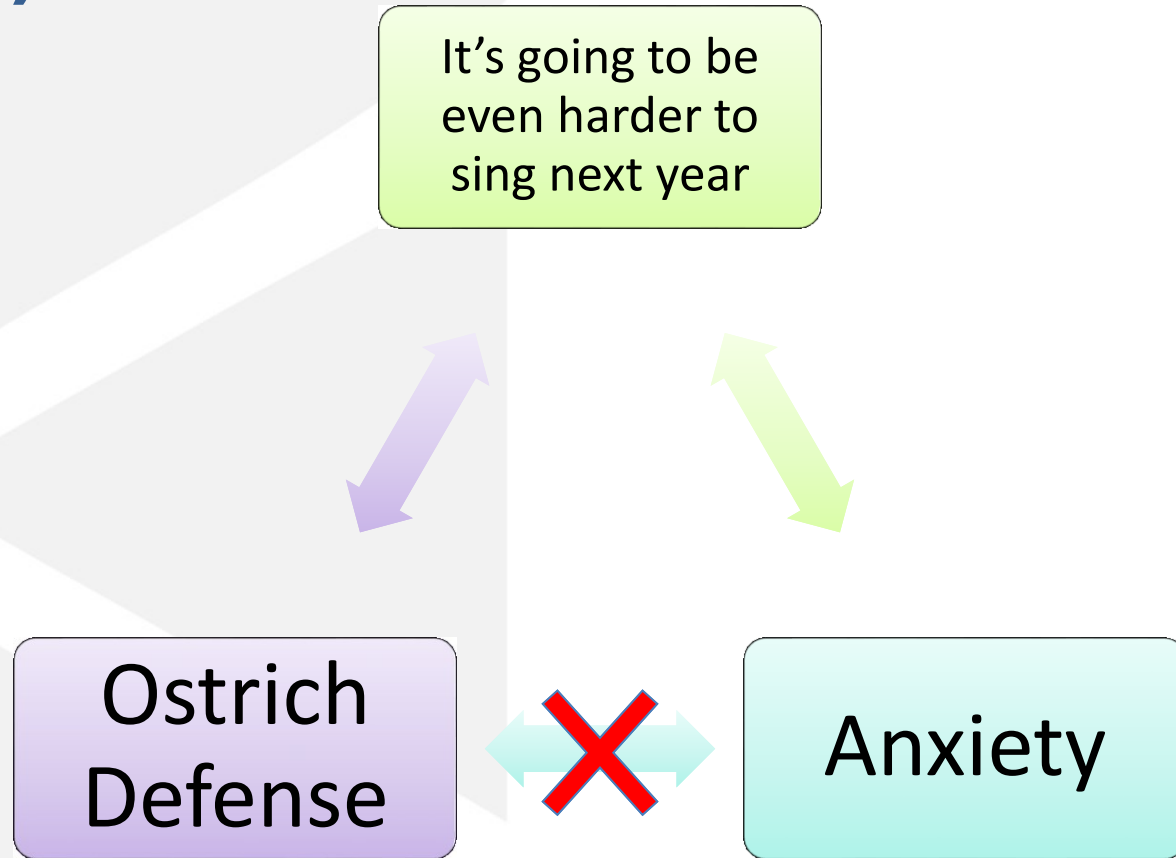 It’s going to be
even harder to
sing next year
Ostrich
Defense
Anxiety